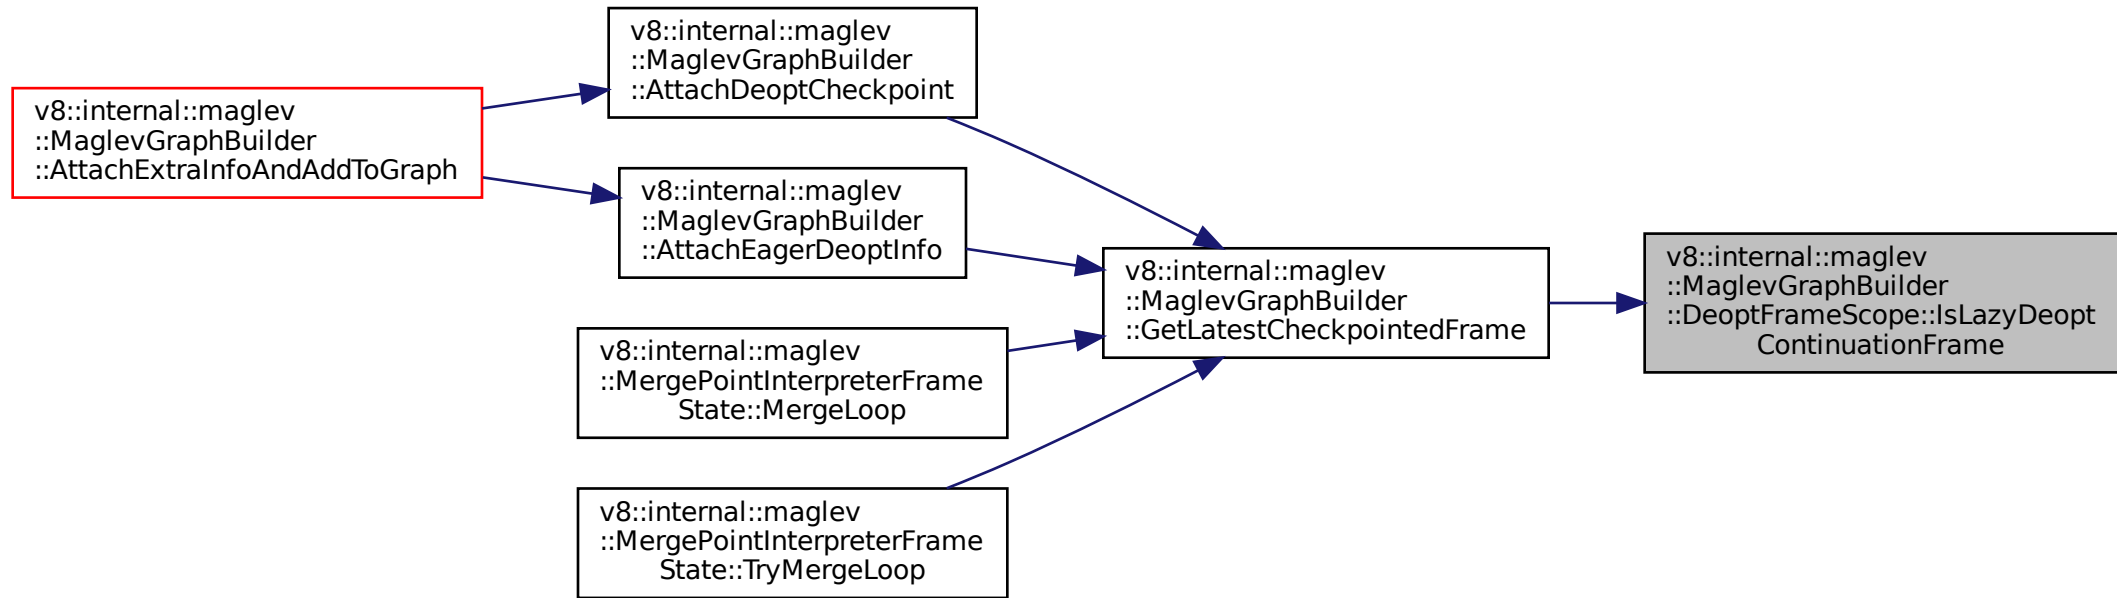 v8::internal::maglev
::MaglevGraphBuilder
::AttachExtraInfoAndAddToGraph
v8::internal::maglev
::MaglevGraphBuilder
::AttachDeoptCheckpoint
v8::internal::maglev
::MaglevGraphBuilder
::AttachEagerDeoptInfo
v8::internal::maglev
::MergePointInterpreterFrame
State::MergeLoop
v8::internal::maglev
::MergePointInterpreterFrame
State::TryMergeLoop
v8::internal::maglev
::MaglevGraphBuilder
::GetLatestCheckpointedFrame
v8::internal::maglev
::MaglevGraphBuilder
::DeoptFrameScope::IsLazyDeopt
ContinuationFrame